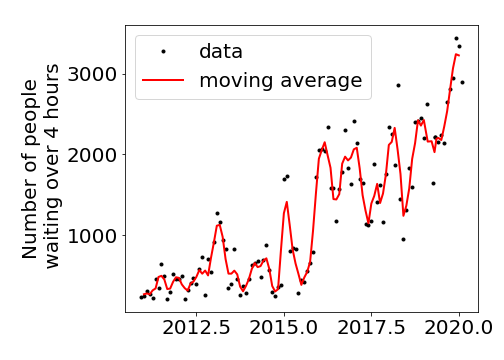 Number of people
waiting over 4 hours
data
moving average
3000
2000
1000
2012.5 2015.0 2017.5 2020.0